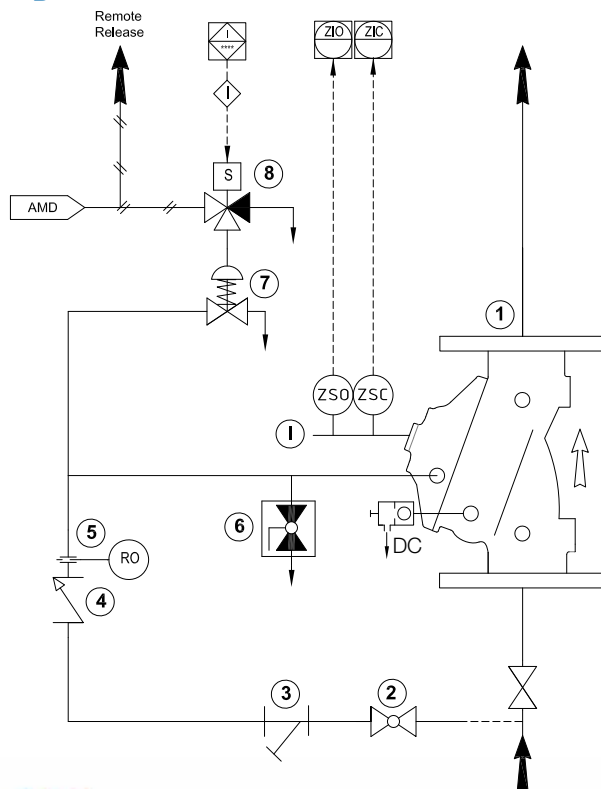 Remote
Release
I
****
ZIO
ZIC
I
S
8
AMD
7
1
ZSO
ZSC
I
6
5
RO
DC
4
3
2